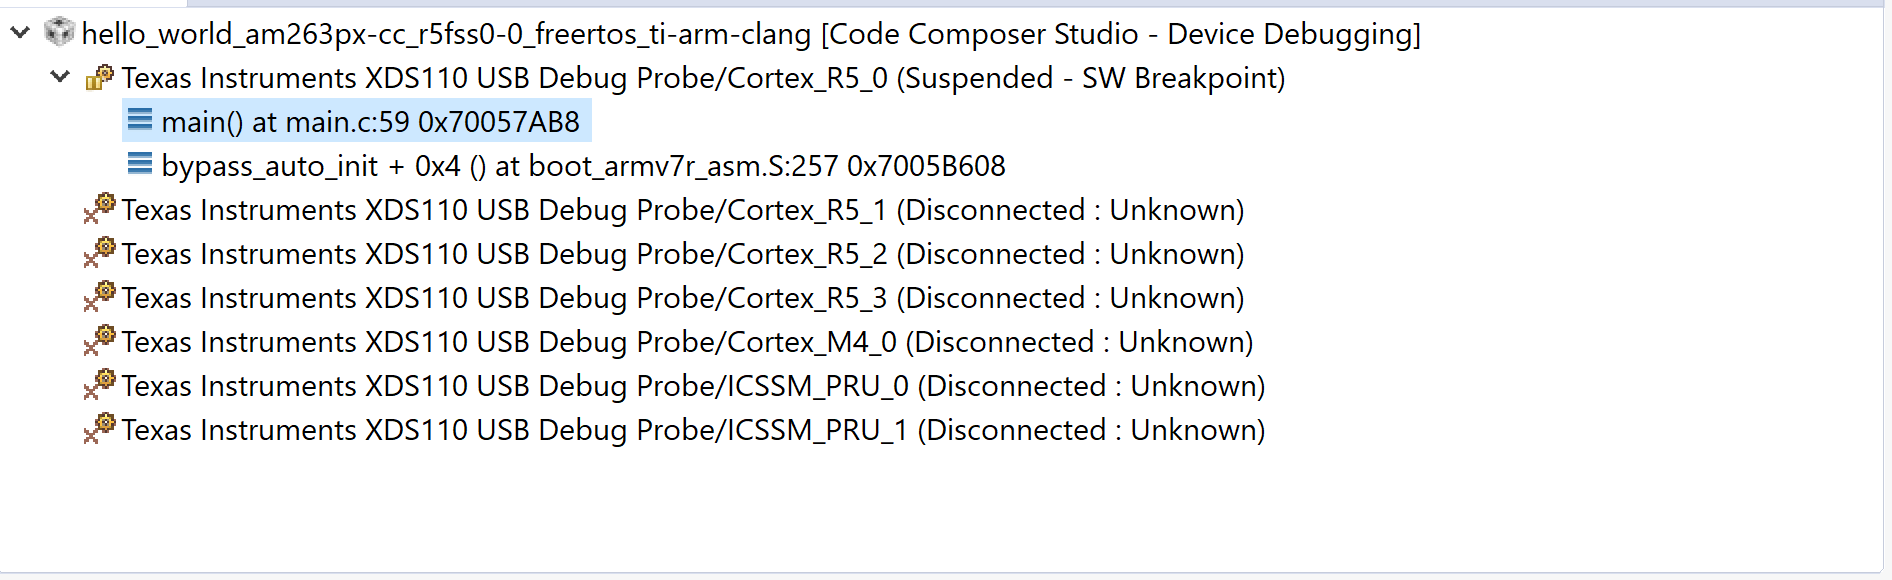 hello_world_am263px-cc_r5fss0-0_freertos_ti-arm-clang [Code Composer Studio - Device Debugging]
Texas Instruments XDS110 USB Debug Probe/Cortex_R5_0 (Suspended - SW Breakpoint)
main() at main.c:59 0x70057AB8
bypass_auto_init + 0x4 () at boot_armv7r_asm.S:257 0x7005B608
Texas Instruments XDS110 USB Debug Probe/Cortex_R5_1 (Disconnected : Unknown)
Texas Instruments XDS110 USB Debug Probe/Cortex_R5_2 (Disconnected : Unknown)
Texas Instruments XDS110 USB Debug Probe/Cortex_R5_3 (Disconnected : Unknown)
Texas Instruments XDS110 USB Debug Probe/Cortex_M4_0 (Disconnected : Unknown)
Texas Instruments XDS110 USB Debug Probe/ICSSM_PRU_0 (Disconnected : Unknown)
Texas Instruments XDS110 USB Debug Probe/ICSSM_PRU_1 (Disconnected : Unknown)